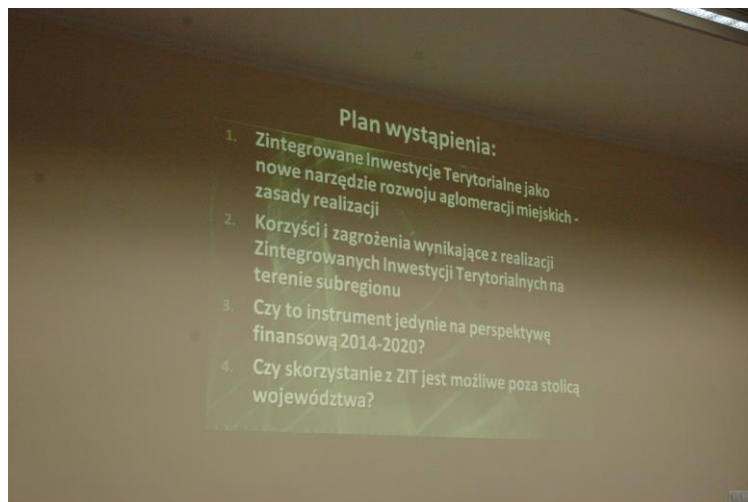 Plan wystąpienia:
1. Zintegrowane Inwestycje Terytorialne jako
nowe narzędzie rozwoju aglomeracji miejskich -
zasady realizacji
2. Korzyści i zagrożenia wynikające z realizacji
Zintegrowanych Inwestycji Terytorialnych na
terenie subregionu
3. Czy to instrument jedynie na perspektywę
finansową 2014-2020?
4. Czy skorzystanie z ZIT jest możliwe poza stolicą
województwa?